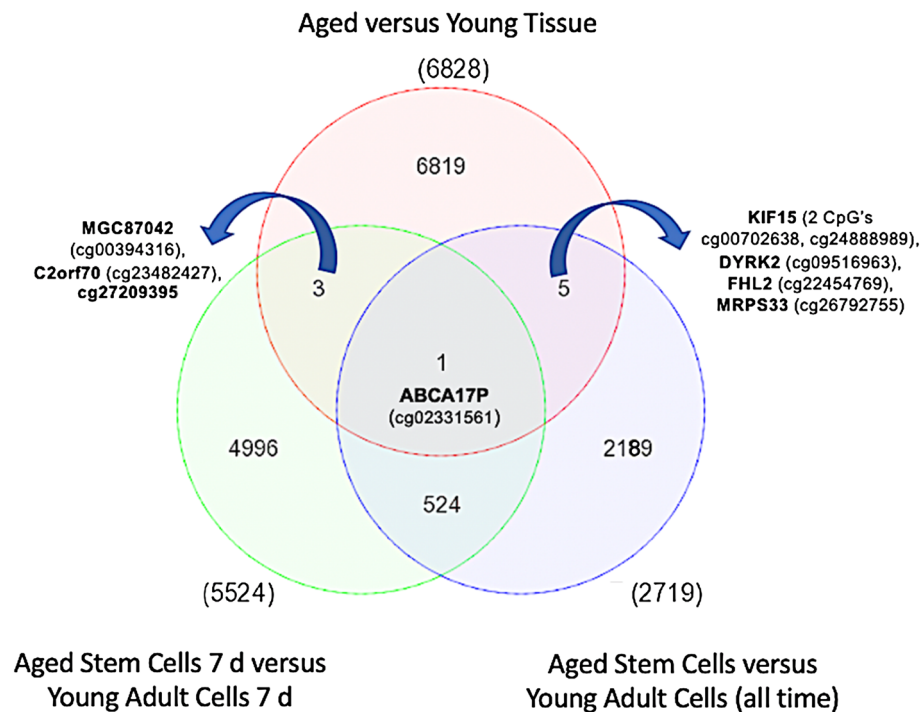 Aged versus Young Tissue
(6828)
6819
MGC87042
(cg00394316),
C2orf70 (cg23482427),
cg27209395
KIF15 (2 CpG's
cg00702638, cg24888989),
DYRK2 (cg09516963),
FHL2 (cg22454769),
MRPS33 (cg26792755)
3
5
1
ABCA17P
(cg02331561)
4996
2189
524
(5524)
(2719)
Aged Stem Cells 7 d versus
Young Adult Cells 7 d
Aged Stem Cells versus
Young Adult Cells (all time)